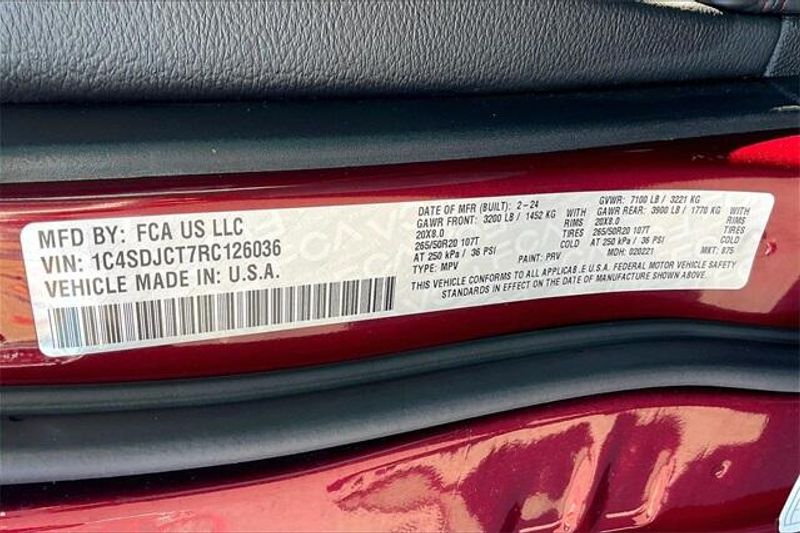 MFD BY: FCA US LLC
VIN: 1C4SDJCT7RC126036
VEHICLE MADE IN: U.S.A.
DATE OF MFR (BUILT): 2-24 GVWR: 7100 LB / 3221 KG
GAWR FRONT: 3200 LB / 1452 KG WITH GAWR REAR: 3900 LB / 1770 KG WITH
20X8.0 RIMS 20X8.0 RIMS
265/50R20 107T TIRES 265/50R20 107T TIRES
AT 250 kPa / 36 PSI AT 250 kPa / 36 PSI
TYPE: MPV PAINT: PRV MDH: 020221 MKT: 875
THIS VEHICLE CONFORMS TO ALL APPLICAB.E U.S.A. FEDERAL MOTOR VEHICLE SAFETY
STANDARDS IN EFFECT ON THE DATE OF MANUFACTURE SHOWN ABOVE.